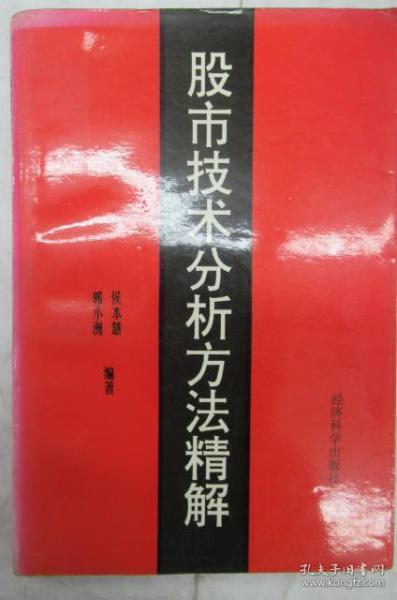 股市技术分析方法精解
侯本慧
郭小洲
编著
经济科学出版社
孔夫子旧书网
www.kongfz.com